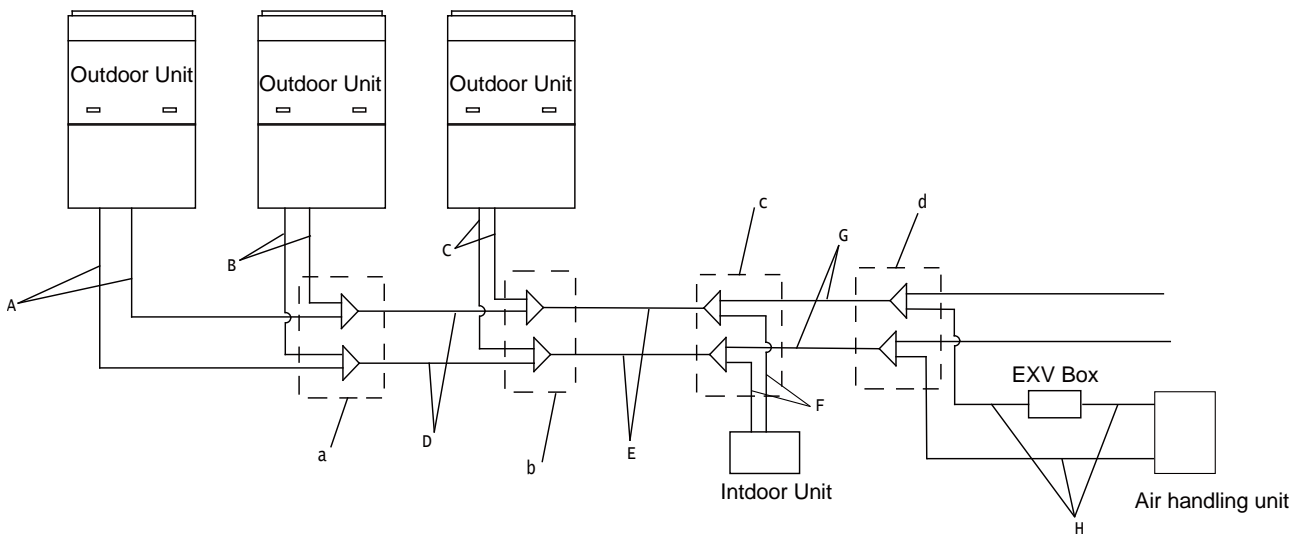 Outdoor Unit
Outdoor Unit
Outdoor Unit
A
B
C
c
G
d
a
D
b
E
F
EXV Box
Intdoor Unit
Air handling unit
H